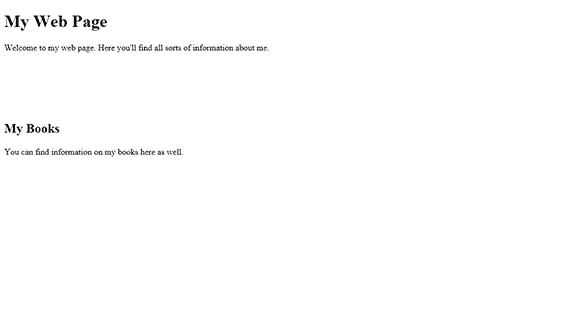 My Web Page
Welcome to my web page. Here you'll find all sorts of information about me.
My Books
You can find information on my books here as well.